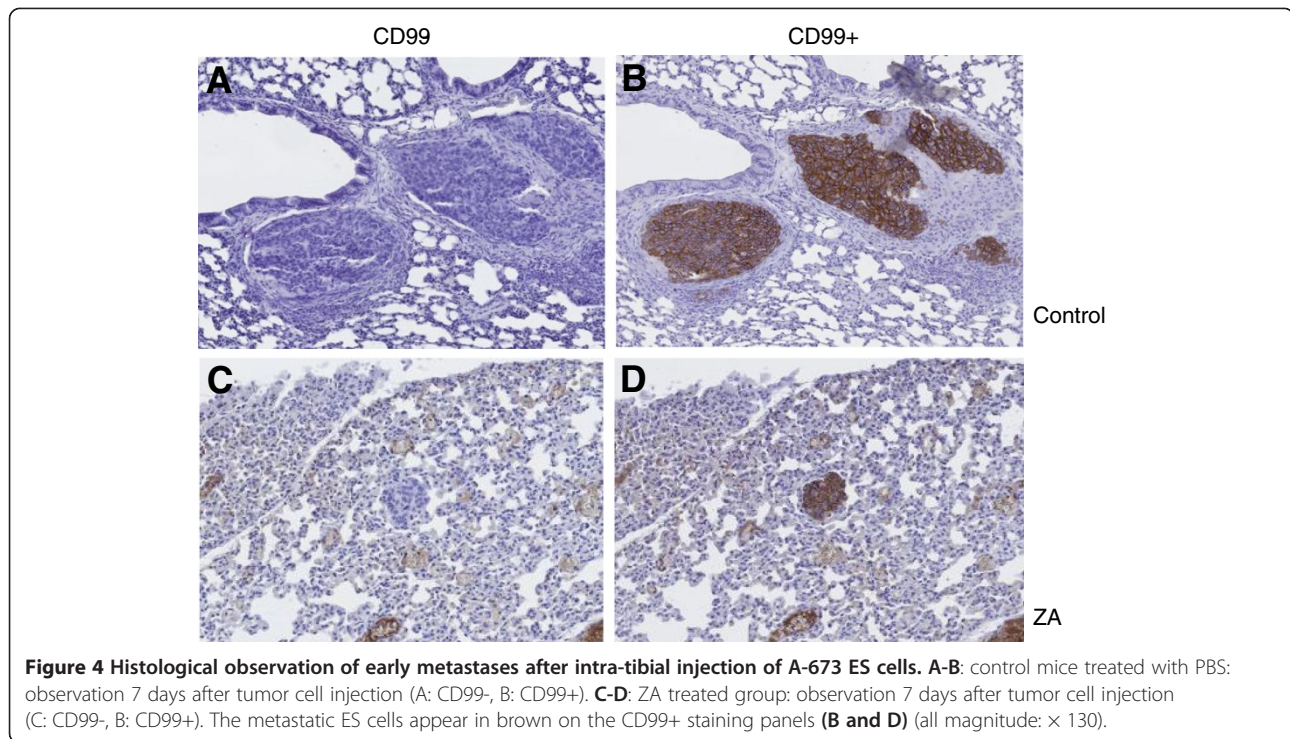 CD99- CD99+
A B
Control
C D
ZA
Figure 4 Histological observation of early metastases after intra-tibial injection of A-673 ES cells. A-B: control mice treated with PBS:
observation 7 days after tumor cell injection (A: CD99-, B: CD99+). C-D: ZA treated group: observation 7 days after tumor cell injection
(C: CD99-, B: CD99+). The metastatic ES cells appear in brown on the CD99+ staining panels (B and D) (all magnitude: × 130).